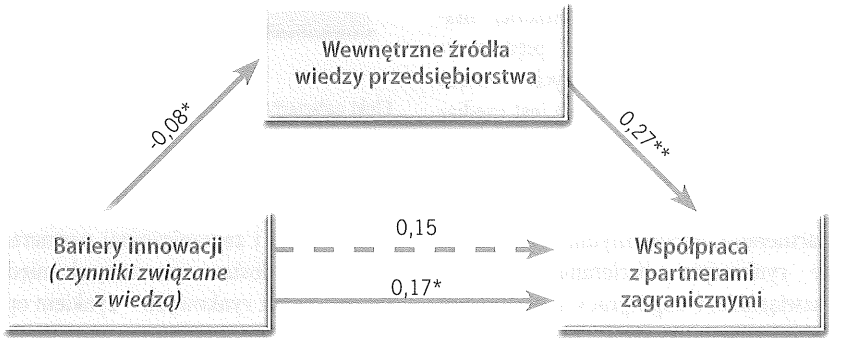 Wewnętrzne źródła
wiedzy przedsiębiorstwa
-0,08*
0,27**
Bariery innowacji
(czynniki związane
z wiedzą)
0,15
0,17*
Współpraca
z partnerami
zagranicznymi